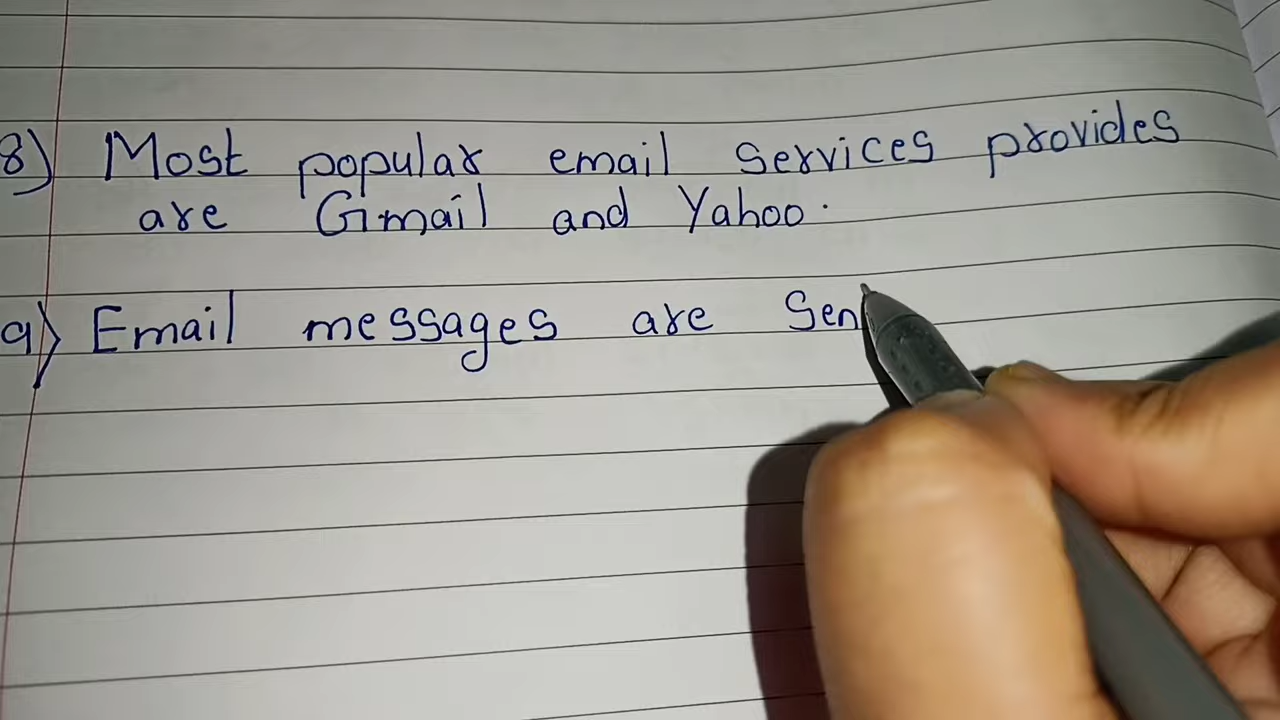 8) Most popular email services provides
are Gmail and Yahoo.
9) Email messages are Sen